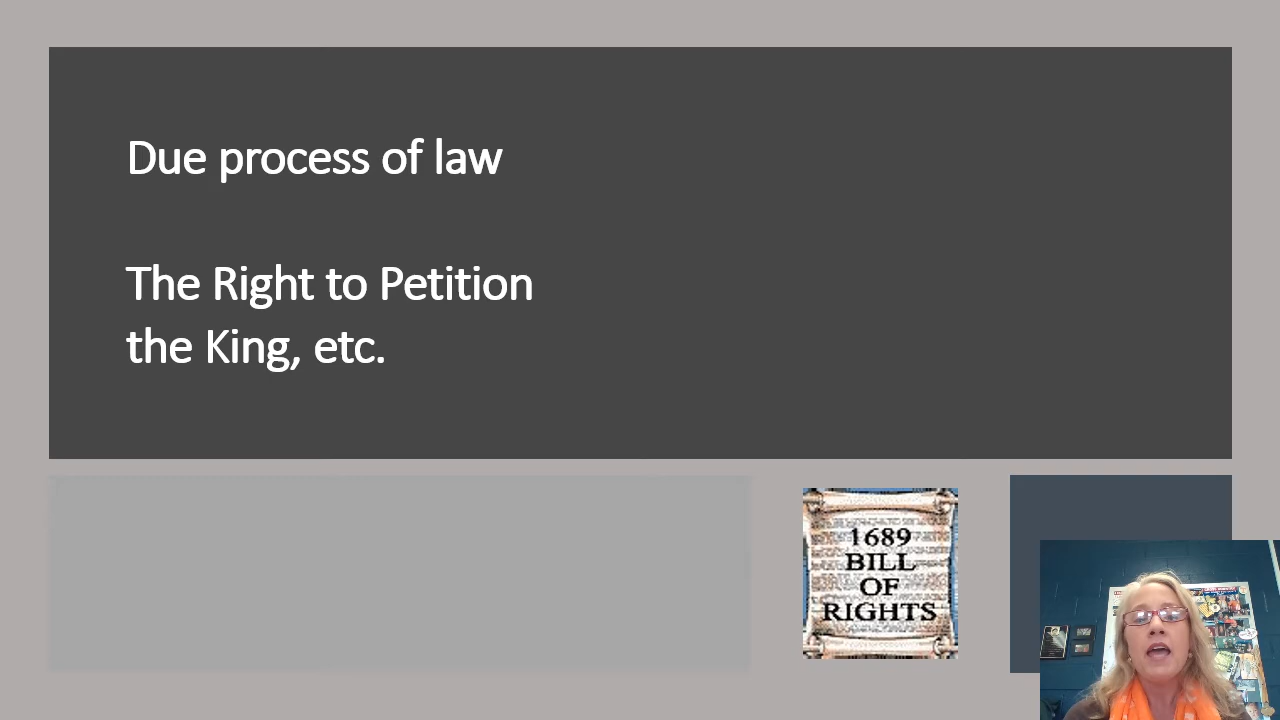 Due process of law
The Right to Petition
the King, etc.
1689
BILL
OF
RIGHTS